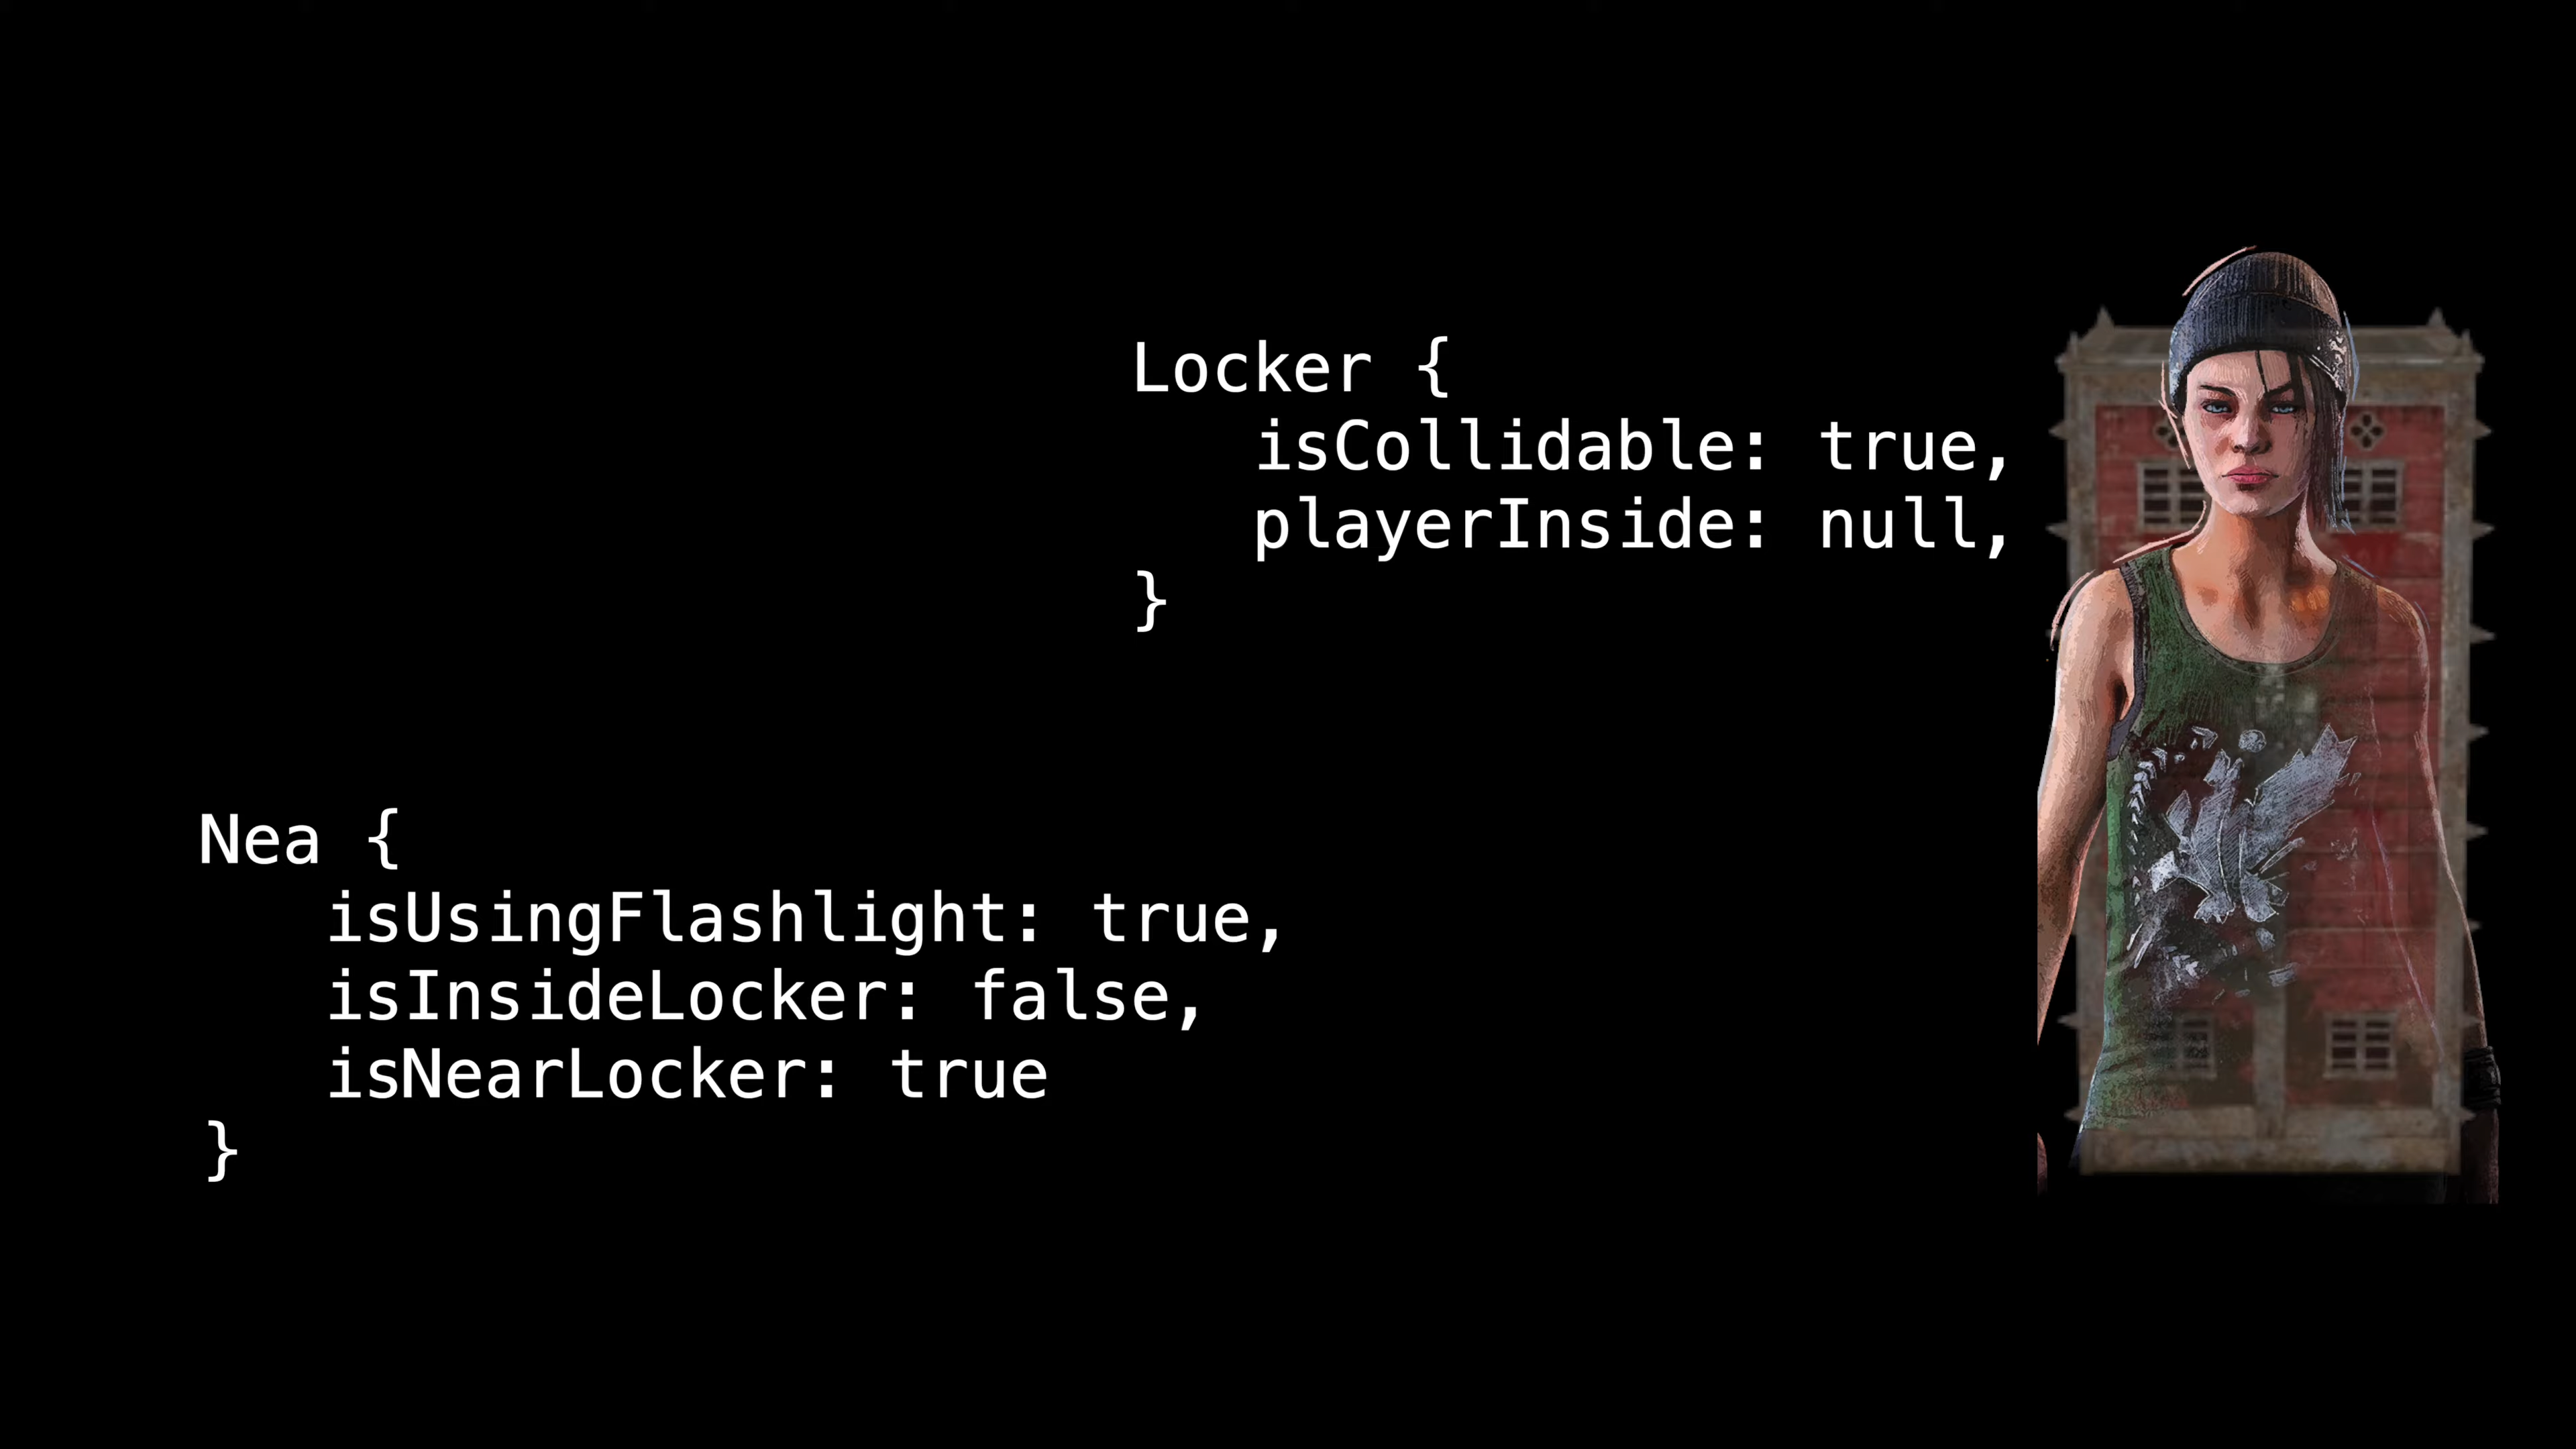 Locker {
isCollidable: true,
playerInside: null,
}
Nea {
isUsingFlashlight: true,
isInsideLocker: false,
isNearLocker: true
}